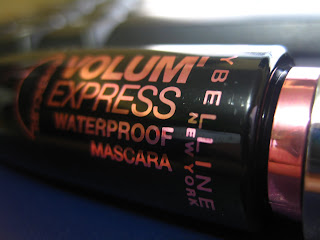 VOLUM'
EXPRESS
WATERPROOF
MASCARA
YBELLINE
NEW YORK